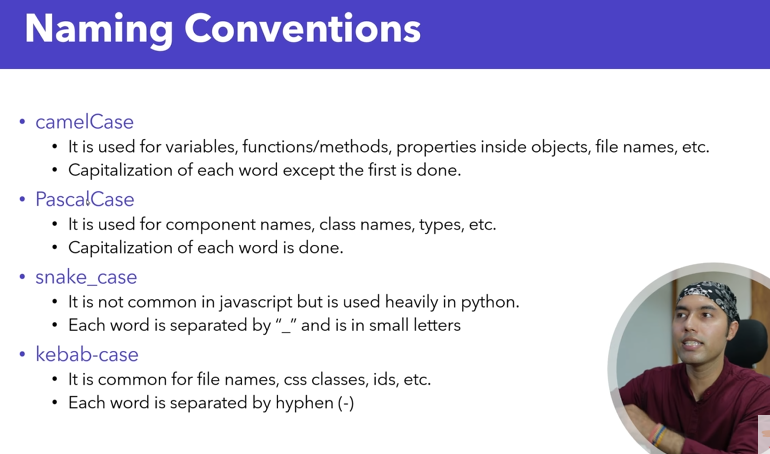 Naming Conventions
• camelCase
• It is used for variables, functions/methods, properties inside objects, file names, etc.
• Capitalization of each word except the first is done.
• PascalCase
• It is used for component names, class names, types, etc.
• Capitalization of each word is done.
• snake_case
• It is not common in javascript but is used heavily in python.
• Each word is separated by “_” and is in small letters
• kebab-case
• It is common for file names, css classes, ids, etc.
• Each word is separated by hyphen (-)